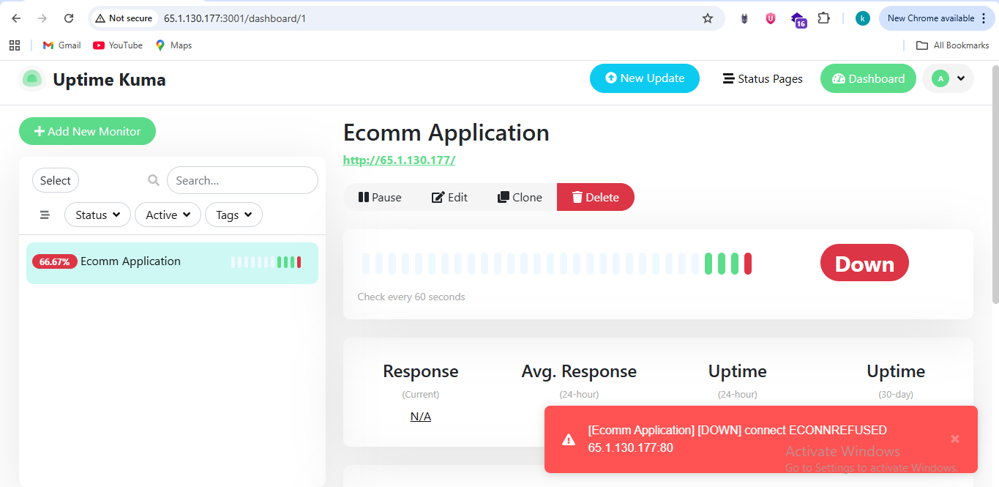 Not secure
65.1.130.177:3001/dashboard/1
16
k
New Chrome available
Gmail
YouTube
Maps
All Bookmarks
Uptime Kuma
New Update
Status Pages
Dashboard
A
Add New Monitor
Select
Search...
Status
Active
Tags
66.67%
Ecomm Application
Ecomm Application
http://65.1.130.177/
Pause
Edit
Clone
Delete
Down
Check every 60 seconds
Response
(Current)
N/A
Avg. Response
(24-hour)
Uptime
(24-hour)
Uptime
(30-day)
[Ecomm Application] [DOWN] connect ECONNREFUSED
65.1.130.177:80
Activate Windows
Go to Settings to activate Windows.